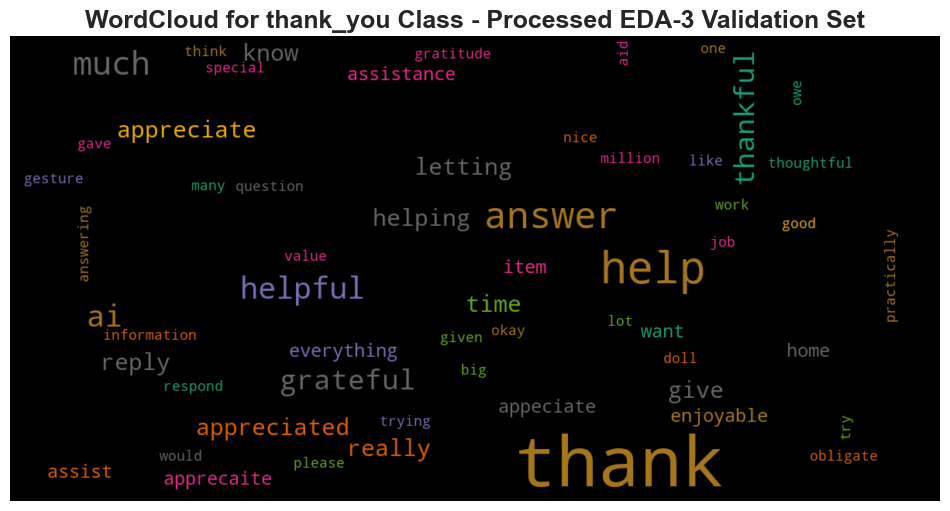 WordCloud for thank_you Class - Processed EDA-3 Validation Set
much
think
know
special
gratitude
assistance
aid
one
thankful
owe
appreciate
gave
nice
million
like
thoughtful
letting
gesture
many
question
helping
answer
work
job
good
answering
practically
value
item
help
helpful
time
ai
information
everything
given
okay
lot
want
reply
doll
home
respond
grateful
big
give
appeciate
enjoyable
appreciated
trying
try
really
thank
would
please
obligate
assist
apprecaite